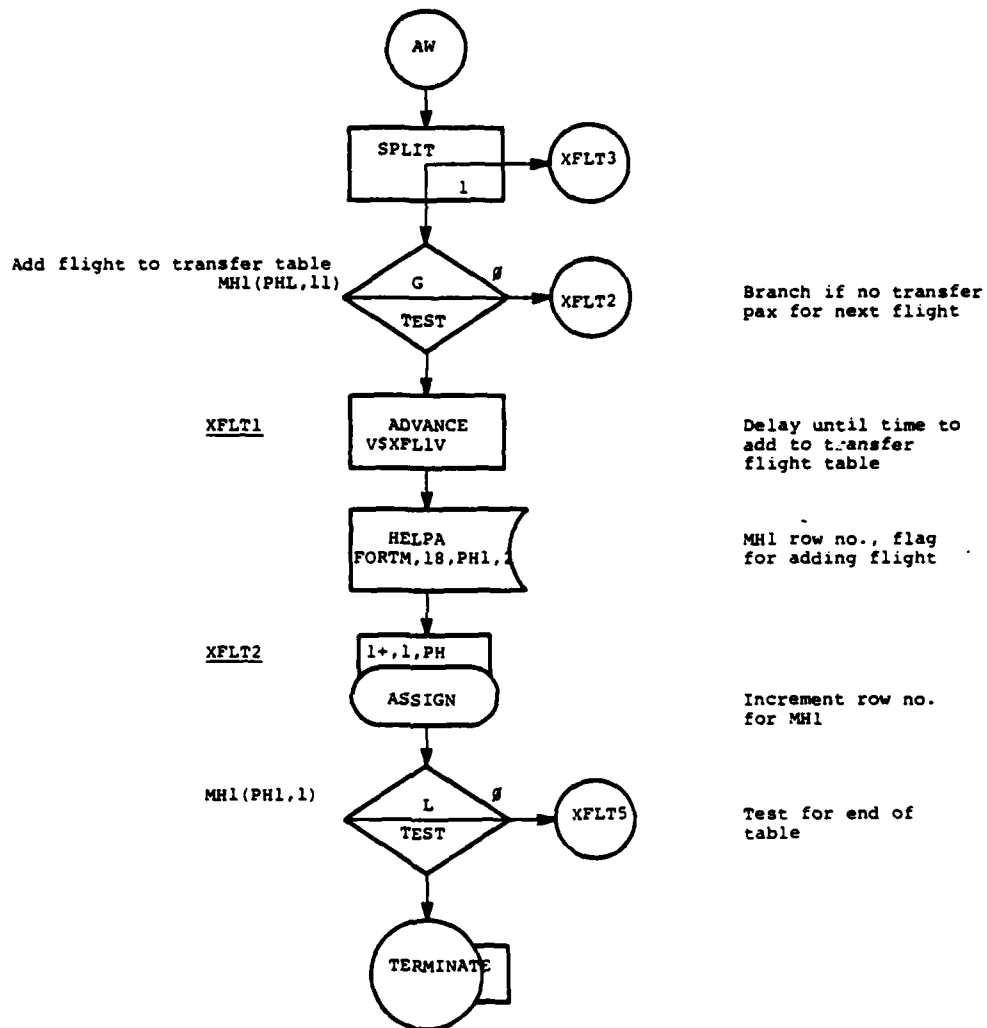 AW
SPLIT
XFLT3
1
Add flight to transfer table
MH1(PHL,11)
G
Ø
TEST
XFLT2
Branch if no transfer
pax for next flight
XFLT1
ADVANCE
V$XFL1V
Delay until time to
add to transfer
flight table
HELPA
FORTM,18,PH1,2
MH1 row no., flag
for adding flight
XFLT2
1+,1,PH
ASSIGN
Increment row no.
for MH1
MH1(PH1,1)
L
Ø
TEST
XFLT5
Test for end of
table
TERMINATE